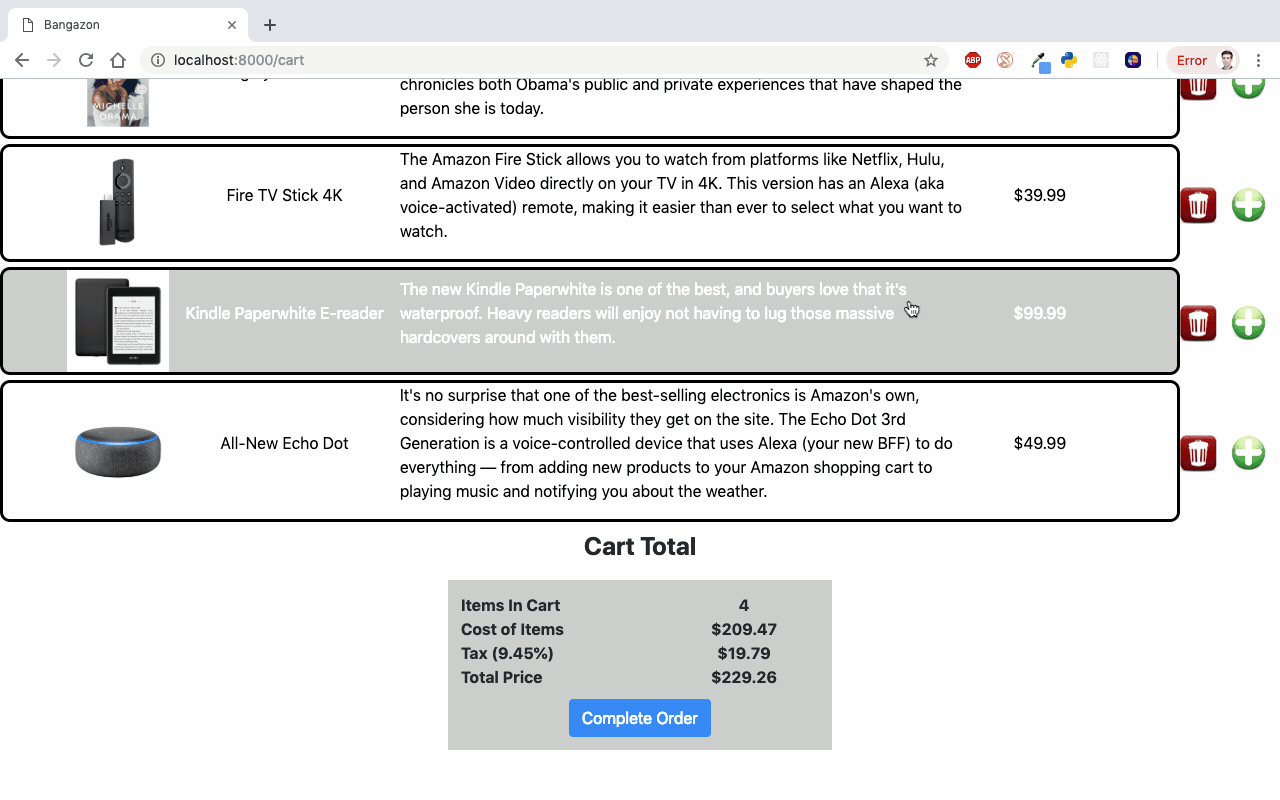 Bangazon
localhost:8000/cart
ABP
Error
MICHELLE
OBAMA
chronicles both Obama's public and private experiences that have shaped the
person she is today.
Fire TV Stick 4K
The Amazon Fire Stick allows you to watch from platforms like Netflix, Hulu,
and Amazon Video directly on your TV in 4K. This version has an Alexa (aka
voice-activated) remote, making it easier than ever to select what you want to
watch.
$39.99
Kindle Paperwhite E-reader
The new Kindle Paperwhite is one of the best, and buyers love that it's
waterproof. Heavy readers will enjoy not having to lug those massive
hardcovers around with them.
$99.99
All-New Echo Dot
It's no surprise that one of the best-selling electronics is Amazon's own,
considering how much visibility they get on the site. The Echo Dot 3rd
Generation is a voice-controlled device that uses Alexa (your new BFF) to do
everything — from adding new products to your Amazon shopping cart to
playing music and notifying you about the weather.
$49.99
Cart Total
Items In Cart 4
Cost of Items $209.47
Tax (9.45%) $19.79
Total Price $229.26
Complete Order